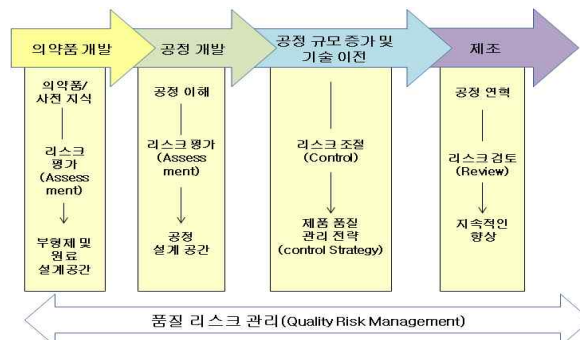 의약품 개발
공정 개발
공정 규모 증가 및
기술 이전
제조
의약품/
사전 지식
리스크
평가
(Assess
ment)
부형제 및
원료
설계공간
공정 이해
리스크 평가
(Assess
ment)
공정
설계 공간
리스크 조절
(Control)
제품 품질
관리 전략
(control Strategy)
공정 연혁
리스크 검토
(Review)
지속적인
향상
품질 리스크 관리(Quality Risk Management)